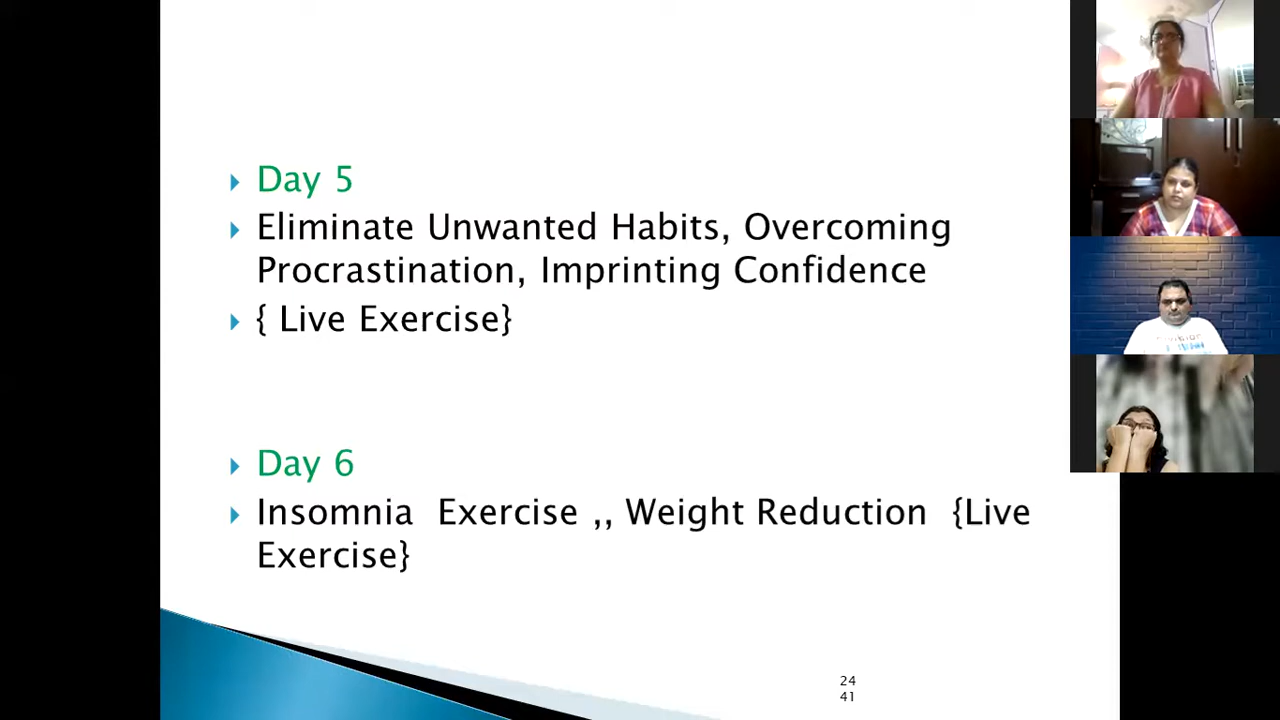 Day 5
Eliminate Unwanted Habits, Overcoming
Procrastination, Imprinting Confidence
{ Live Exercise}
Day 6
Insomnia  Exercise ,, Weight Reduction  {Live
Exercise}
24
41